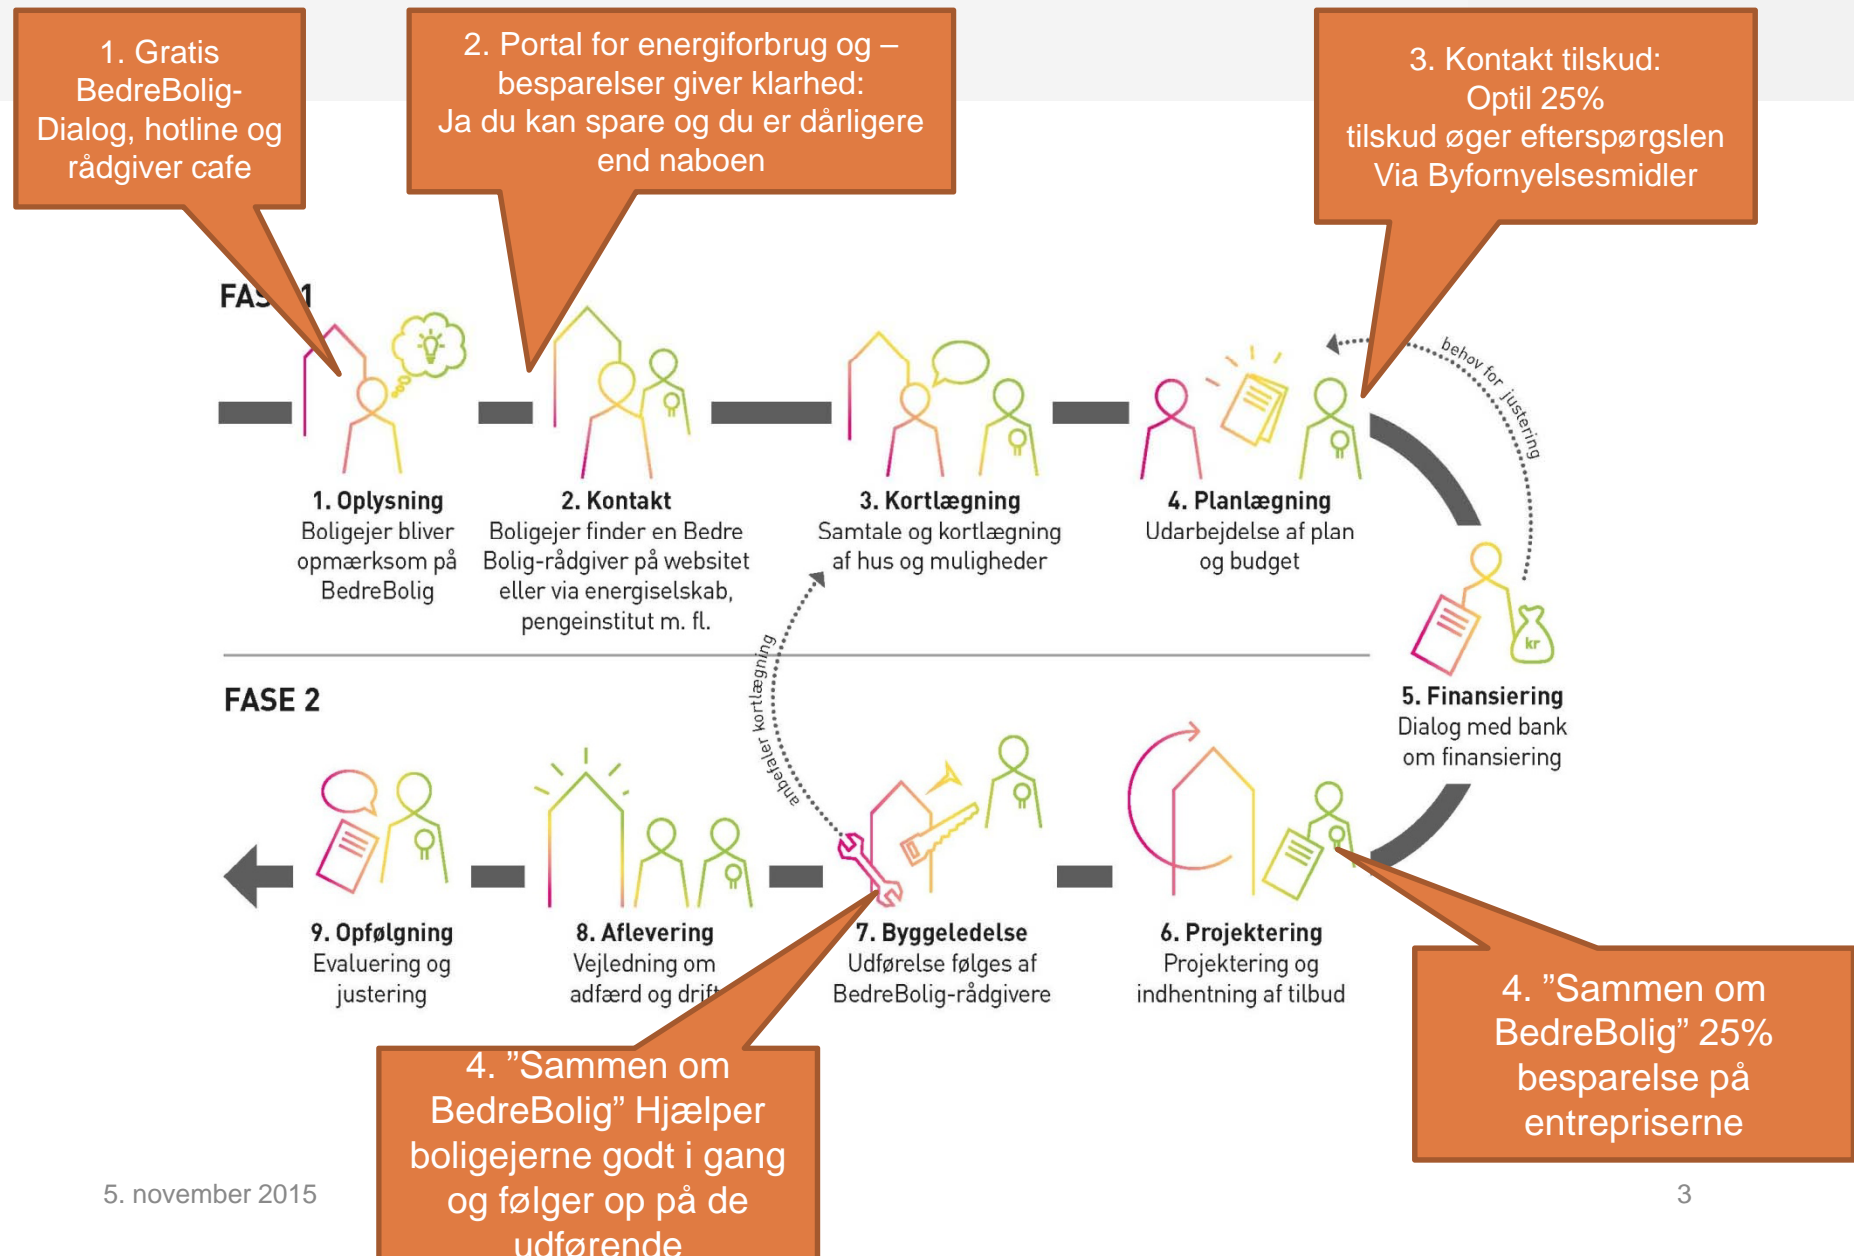 1. Gratis
BedreBolig-
Dialog, hotline og
rådgiver cafe
2. Portal for energiforbrug og –
besparelser giver klarhed:
Ja du kan spare og du er dårligere
end naboen
3. Kontakt tilskud:
Optil 25%
tilskud øger efterspørgslen
Via Byfornyelsesmidler
FASE 1
behov for justering
1. Oplysning
Boligejer bliver
opmærksom på
BedreBolig
2. Kontakt
Boligejer finder en Bedre
Bolig-rådgiver på websitet
eller via energiselskab,
pengeinstitut m. fl.
3. Kortlægning
Samtale og kortlægning
af hus og muligheder
4. Planlægning
Udarbejdelse af plan
og budget
kr
5. Finansiering
Dialog med bank
om finansiering
anbefaler kortlægning
FASE 2
9. Opfølgning
Evaluering og
justering
8. Aflevering
Vejledning om
adfærd og drift
7. Byggeledelse
Udførelse følges af
BedreBolig-rådgivere
6. Projektering
Projektering og
indhentning af tilbud
4. ”Sammen om
BedreBolig” Hjælper
boligejerne godt i gang
og følger op på de
udførende
4. ”Sammen om
BedreBolig” 25%
besparelse på
entrepriserne
5. november 2015
3